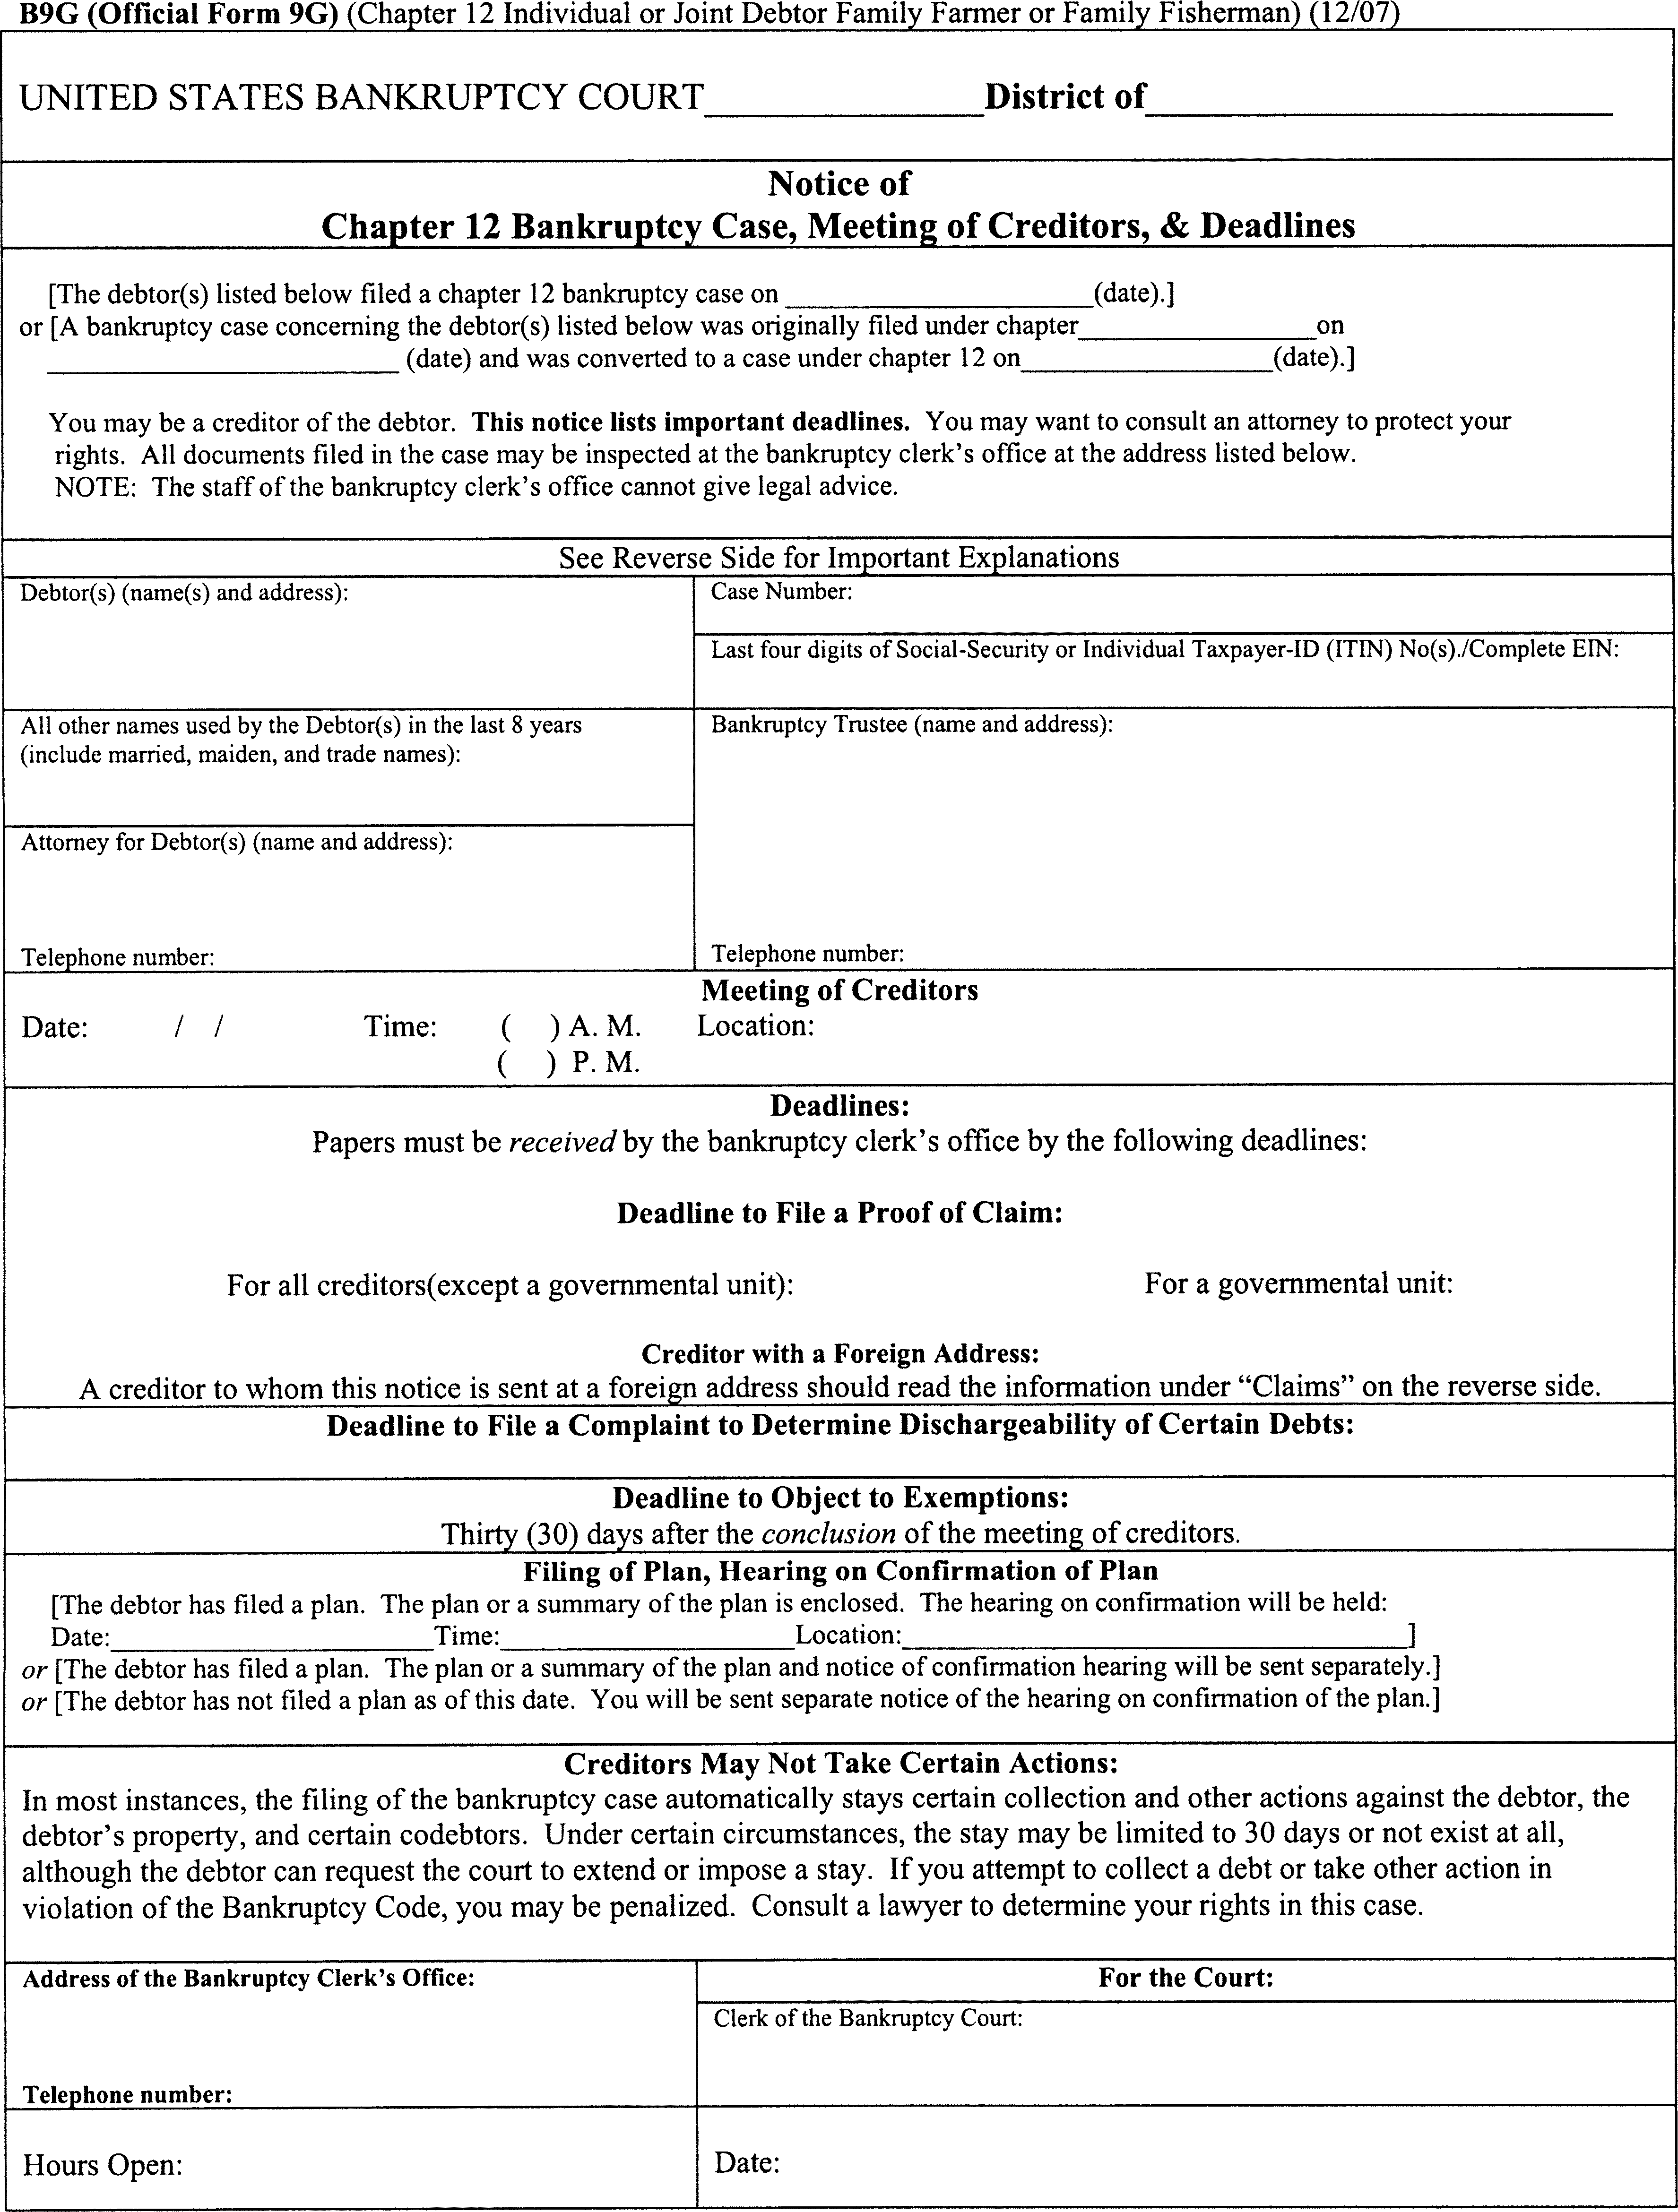 B9G (Official Form 9G) (Chapter 12 Individual or Joint Debtor Family Farmer or Family Fisherman) (12/07)
UNITED STATES BANKRUPTCY COURT____________District of____________
Notice of
Chapter 12 Bankruptcy Case, Meeting of Creditors, & Deadlines
[The debtor(s) listed below filed a chapter 12 bankruptcy case on ____________(date).]
or [A bankruptcy case concerning the debtor(s) listed below was originally filed under chapter____________on
____________ (date) and was converted to a case under chapter 12 on____________(date).]
You may be a creditor of the debtor. This notice lists important deadlines. You may want to consult an attorney to protect your
rights. All documents filed in the case may be inspected at the bankruptcy clerk's office at the address listed below.
NOTE: The staff of the bankruptcy clerk's office cannot give legal advice.
See Reverse Side for Important Explanations
Debtor(s) (name(s) and address):
Case Number:
Last four digits of Social-Security or Individual Taxpayer-ID (ITIN) No(s)./Complete EIN:
All other names used by the Debtor(s) in the last 8 years
(include married, maiden, and trade names):
Bankruptcy Trustee (name and address):
Attorney for Debtor(s) (name and address):
Telephone number:
Telephone number:
Meeting of Creditors
Date: / / Time: ( ) A. M. Location:
( ) P. M.
Deadlines:
Papers must be received by the bankruptcy clerk's office by the following deadlines:
Deadline to File a Proof of Claim:
For all creditors(except a governmental unit): For a governmental unit:
Creditor with a Foreign Address:
A creditor to whom this notice is sent at a foreign address should read the information under "Claims" on the reverse side.
Deadline to File a Complaint to Determine Dischargeability of Certain Debts:
Deadline to Object to Exemptions:
Thirty (30) days after the conclusion of the meeting of creditors.
Filing of Plan, Hearing on Confirmation of Plan
[The debtor has filed a plan. The plan or a summary of the plan is enclosed. The hearing on confirmation will be held:
Date:____________Time:____________Location:____________]
or [The debtor has filed a plan. The plan or a summary of the plan and notice of confirmation hearing will be sent separately.]
or [The debtor has not filed a plan as of this date. You will be sent separate notice of the hearing on confirmation of the plan.]
Creditors May Not Take Certain Actions:
In most instances, the filing of the bankruptcy case automatically stays certain collection and other actions against the debtor, the
debtor's property, and certain codebtors. Under certain circumstances, the stay may be limited to 30 days or not exist at all,
although the debtor can request the court to extend or impose a stay. If you attempt to collect a debt or take other action in
violation of the Bankruptcy Code, you may be penalized. Consult a lawyer to determine your rights in this case.
Address of the Bankruptcy Clerk's Office:
For the Court:
Clerk of the Bankruptcy Court:
Telephone number:
Hours Open:
Date: